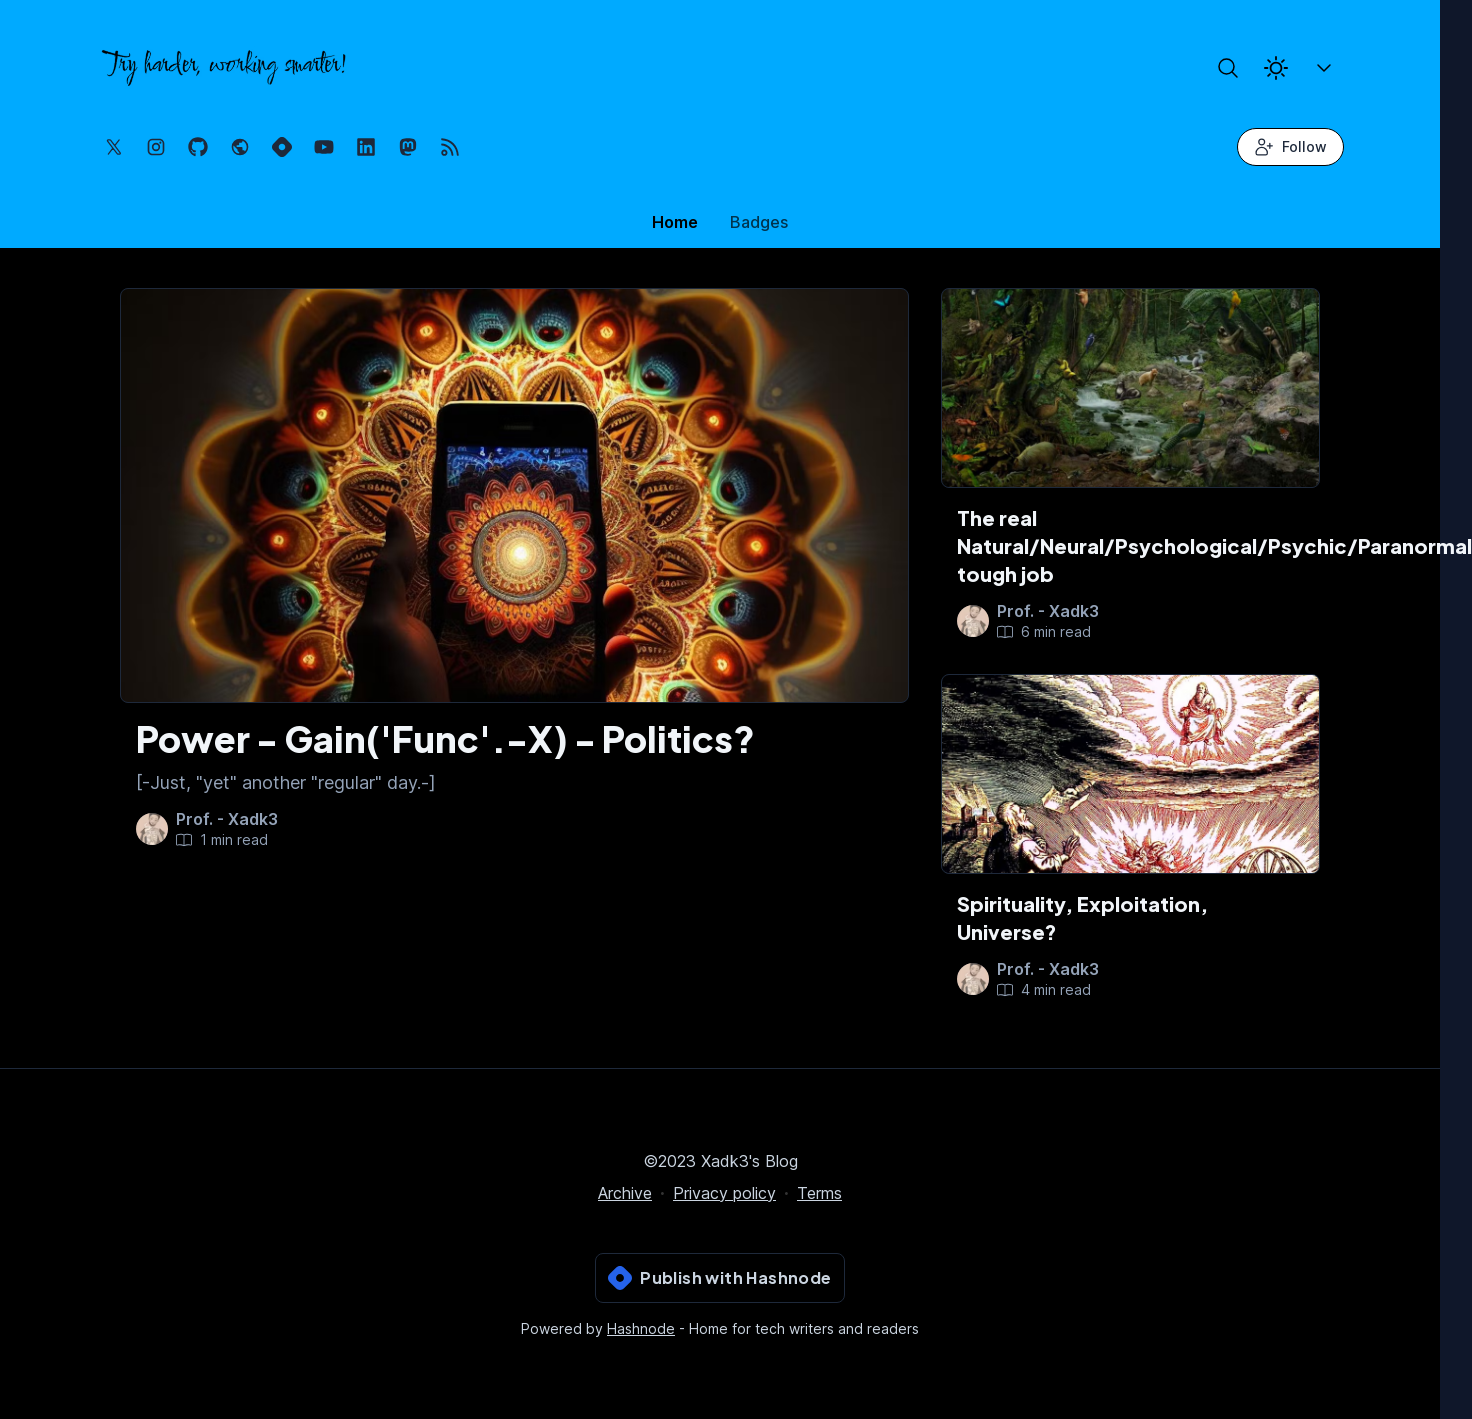 Try harder, working smarter!
Follow
Home
Badges
Power - Gain('Func'.-X) - Politics?
[-Just, "yet" another "regular" day.-]
Prof. - Xadk3
1 min read
The real
Natural/Neural/Psychological/Psychic/Paranormal
tough job
Prof. - Xadk3
6 min read
Spirituality, Exploitation,
Universe?
Prof. - Xadk3
4 min read
©2023 Xadk3's Blog
Archive · Privacy policy · Terms
Publish with Hashnode
Powered by Hashnode - Home for tech writers and readers